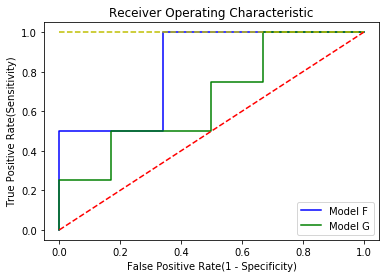 Receiver Operating Characteristic
True Positive Rate(Sensitivity)
1.0
0.8
0.6
0.4
0.2
0.0
0.0 0.2 0.4 0.6 0.8 1.0
False Positive Rate(1 - Specificity)
Model F
Model G